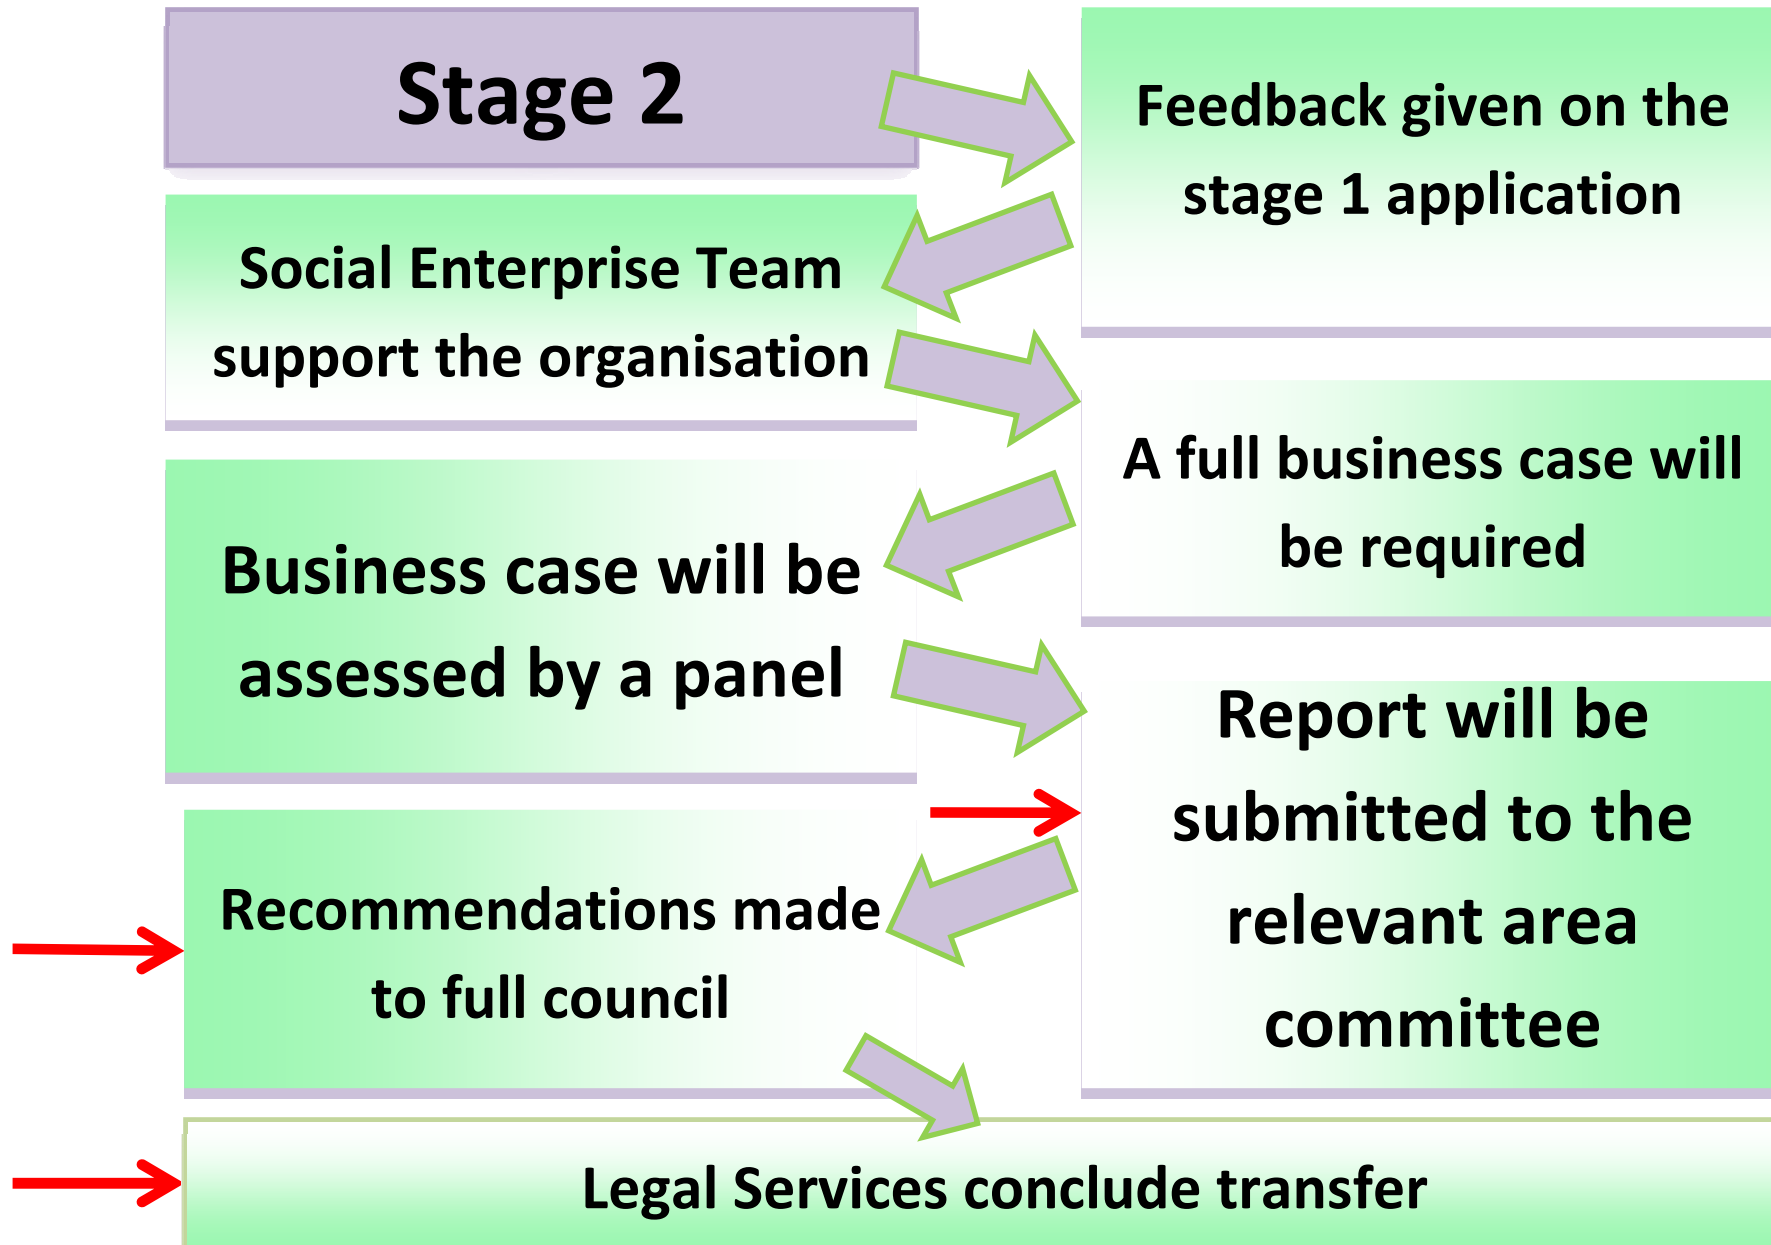 Stage 2
Feedback given on the
stage 1 application
Social Enterprise Team
support the organisation
A full business case will
be required
Business case will be
assessed by a panel
Report will be
submitted to the
relevant area
committee
Recommendations made
to full council
Legal Services conclude transfer